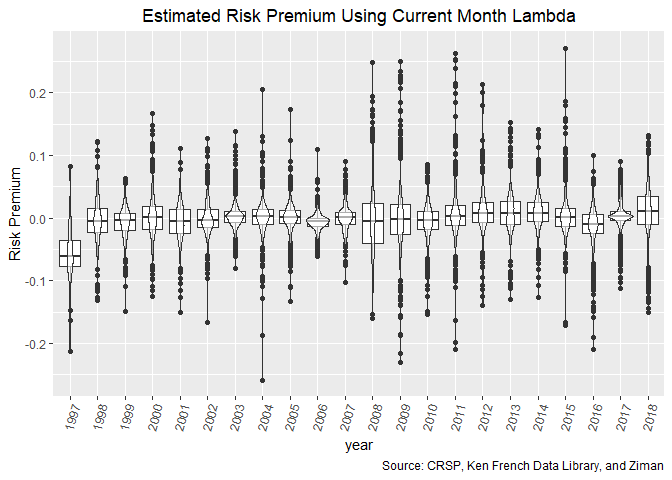 Estimated Risk Premium Using Current Month Lambda
Risk Premium
0.2
0.1
0.0
-0.1
-0.2
1997 1998 1999 2000 2001 2002 2003 2004 2005 2006 2007 2008 2009 2010 2011 2012 2013 2014 2015 2016 2017 2018
year
Source: CRSP, Ken French Data Library, and Ziman